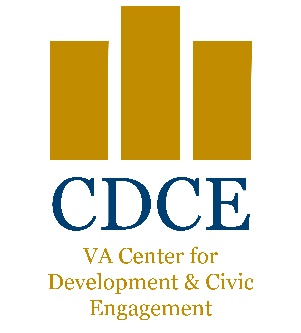 CDCE
VA Center for
Development & Civic
Engagement